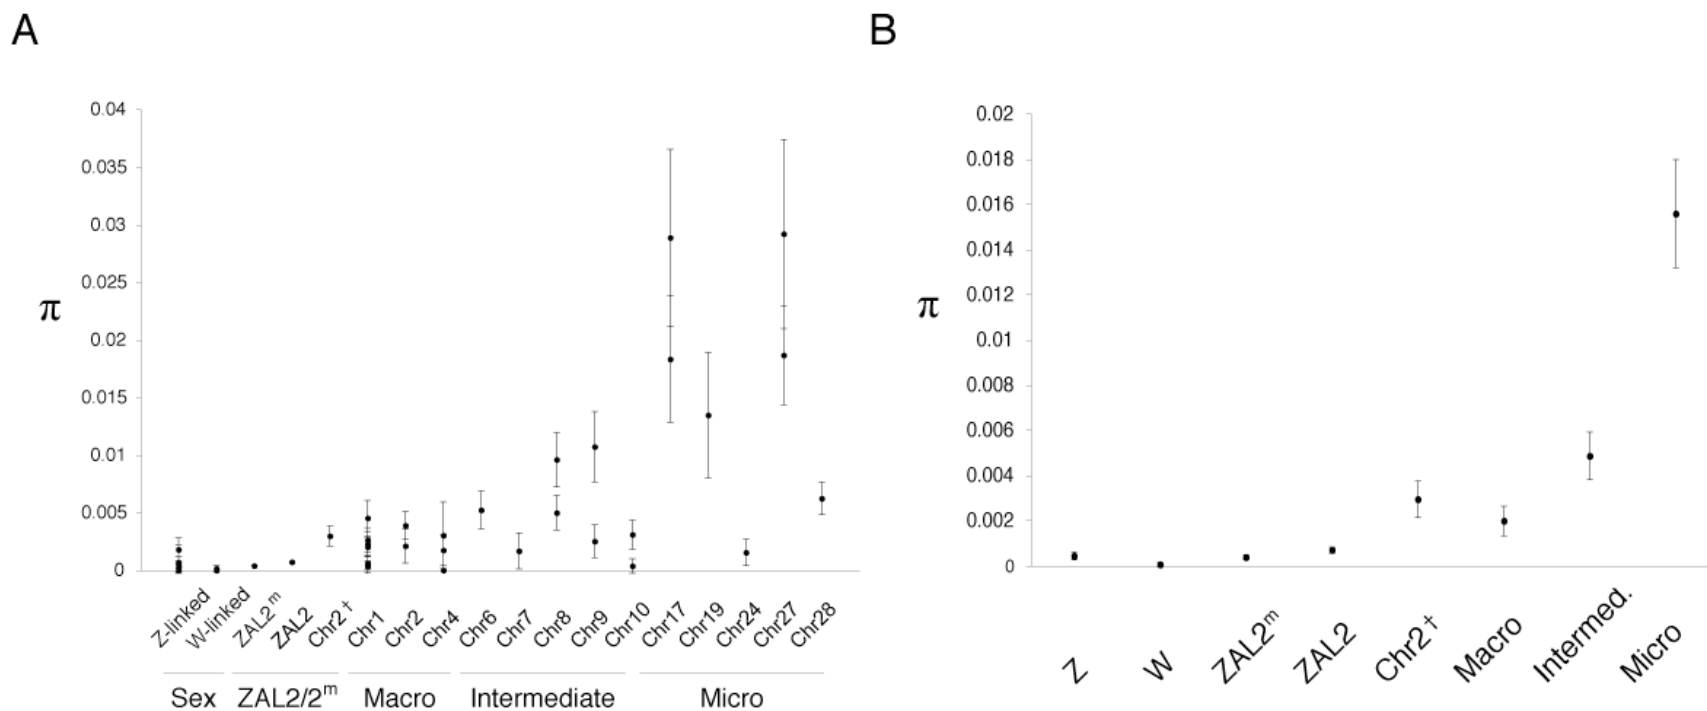 A
0.04
0.035
0.03
0.025
π
0.02
0.015
0.01
0.005
0
Z-linked
W-linked
ZAL2ᵐ
ZAL2
Chr2†
Chr1
Chr2
Chr4
Chr6
Chr7
Chr8
Chr9
Chr10
Chr17
Chr19
Chr24
Chr27
Chr28
Sex
ZAL2/2ᵐ
Macro
Intermediate
Micro
B
0.02
0.018
0.016
0.014
0.012
π
0.01
0.008
0.006
0.004
0.002
0
Z
W
ZAL2ᵐ
ZAL2
Chr2†
Macro
Intermed.
Micro